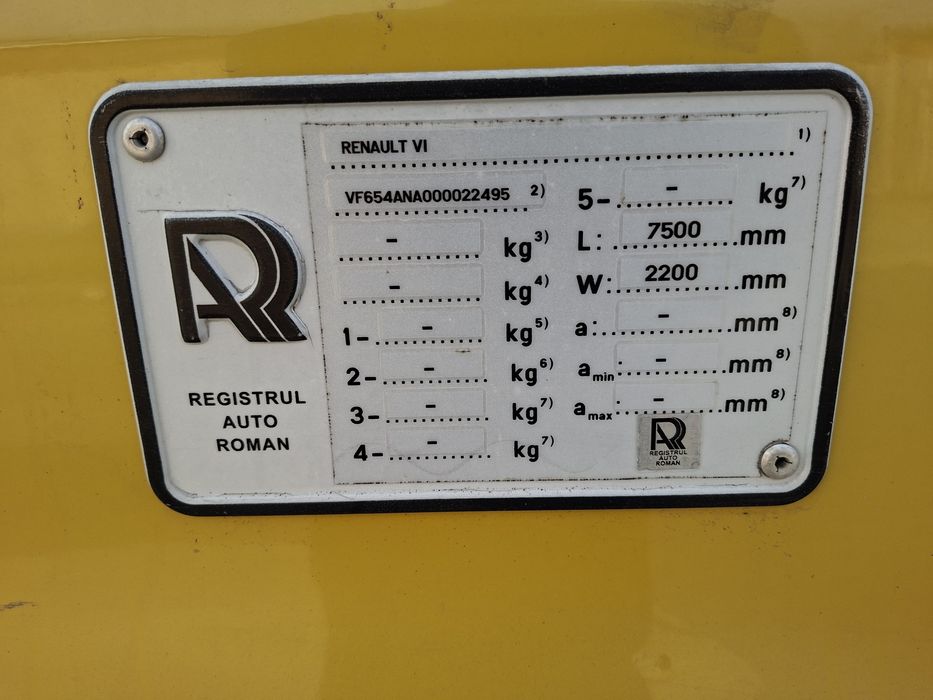 RENAULT VI 1)
VF654ANA000022495 2)
- kg3)
- kg4)
1- - kg5)
2- - kg6)
3- - kg7)
4- - kg7)
5- - kg7)
L: 7500 mm
W: 2200 mm
a: - mm8)
amin - mm8)
amax - mm8)
R
REGISTRUL
AUTO
ROMAN
R
REGISTRUL
AUTO
ROMAN